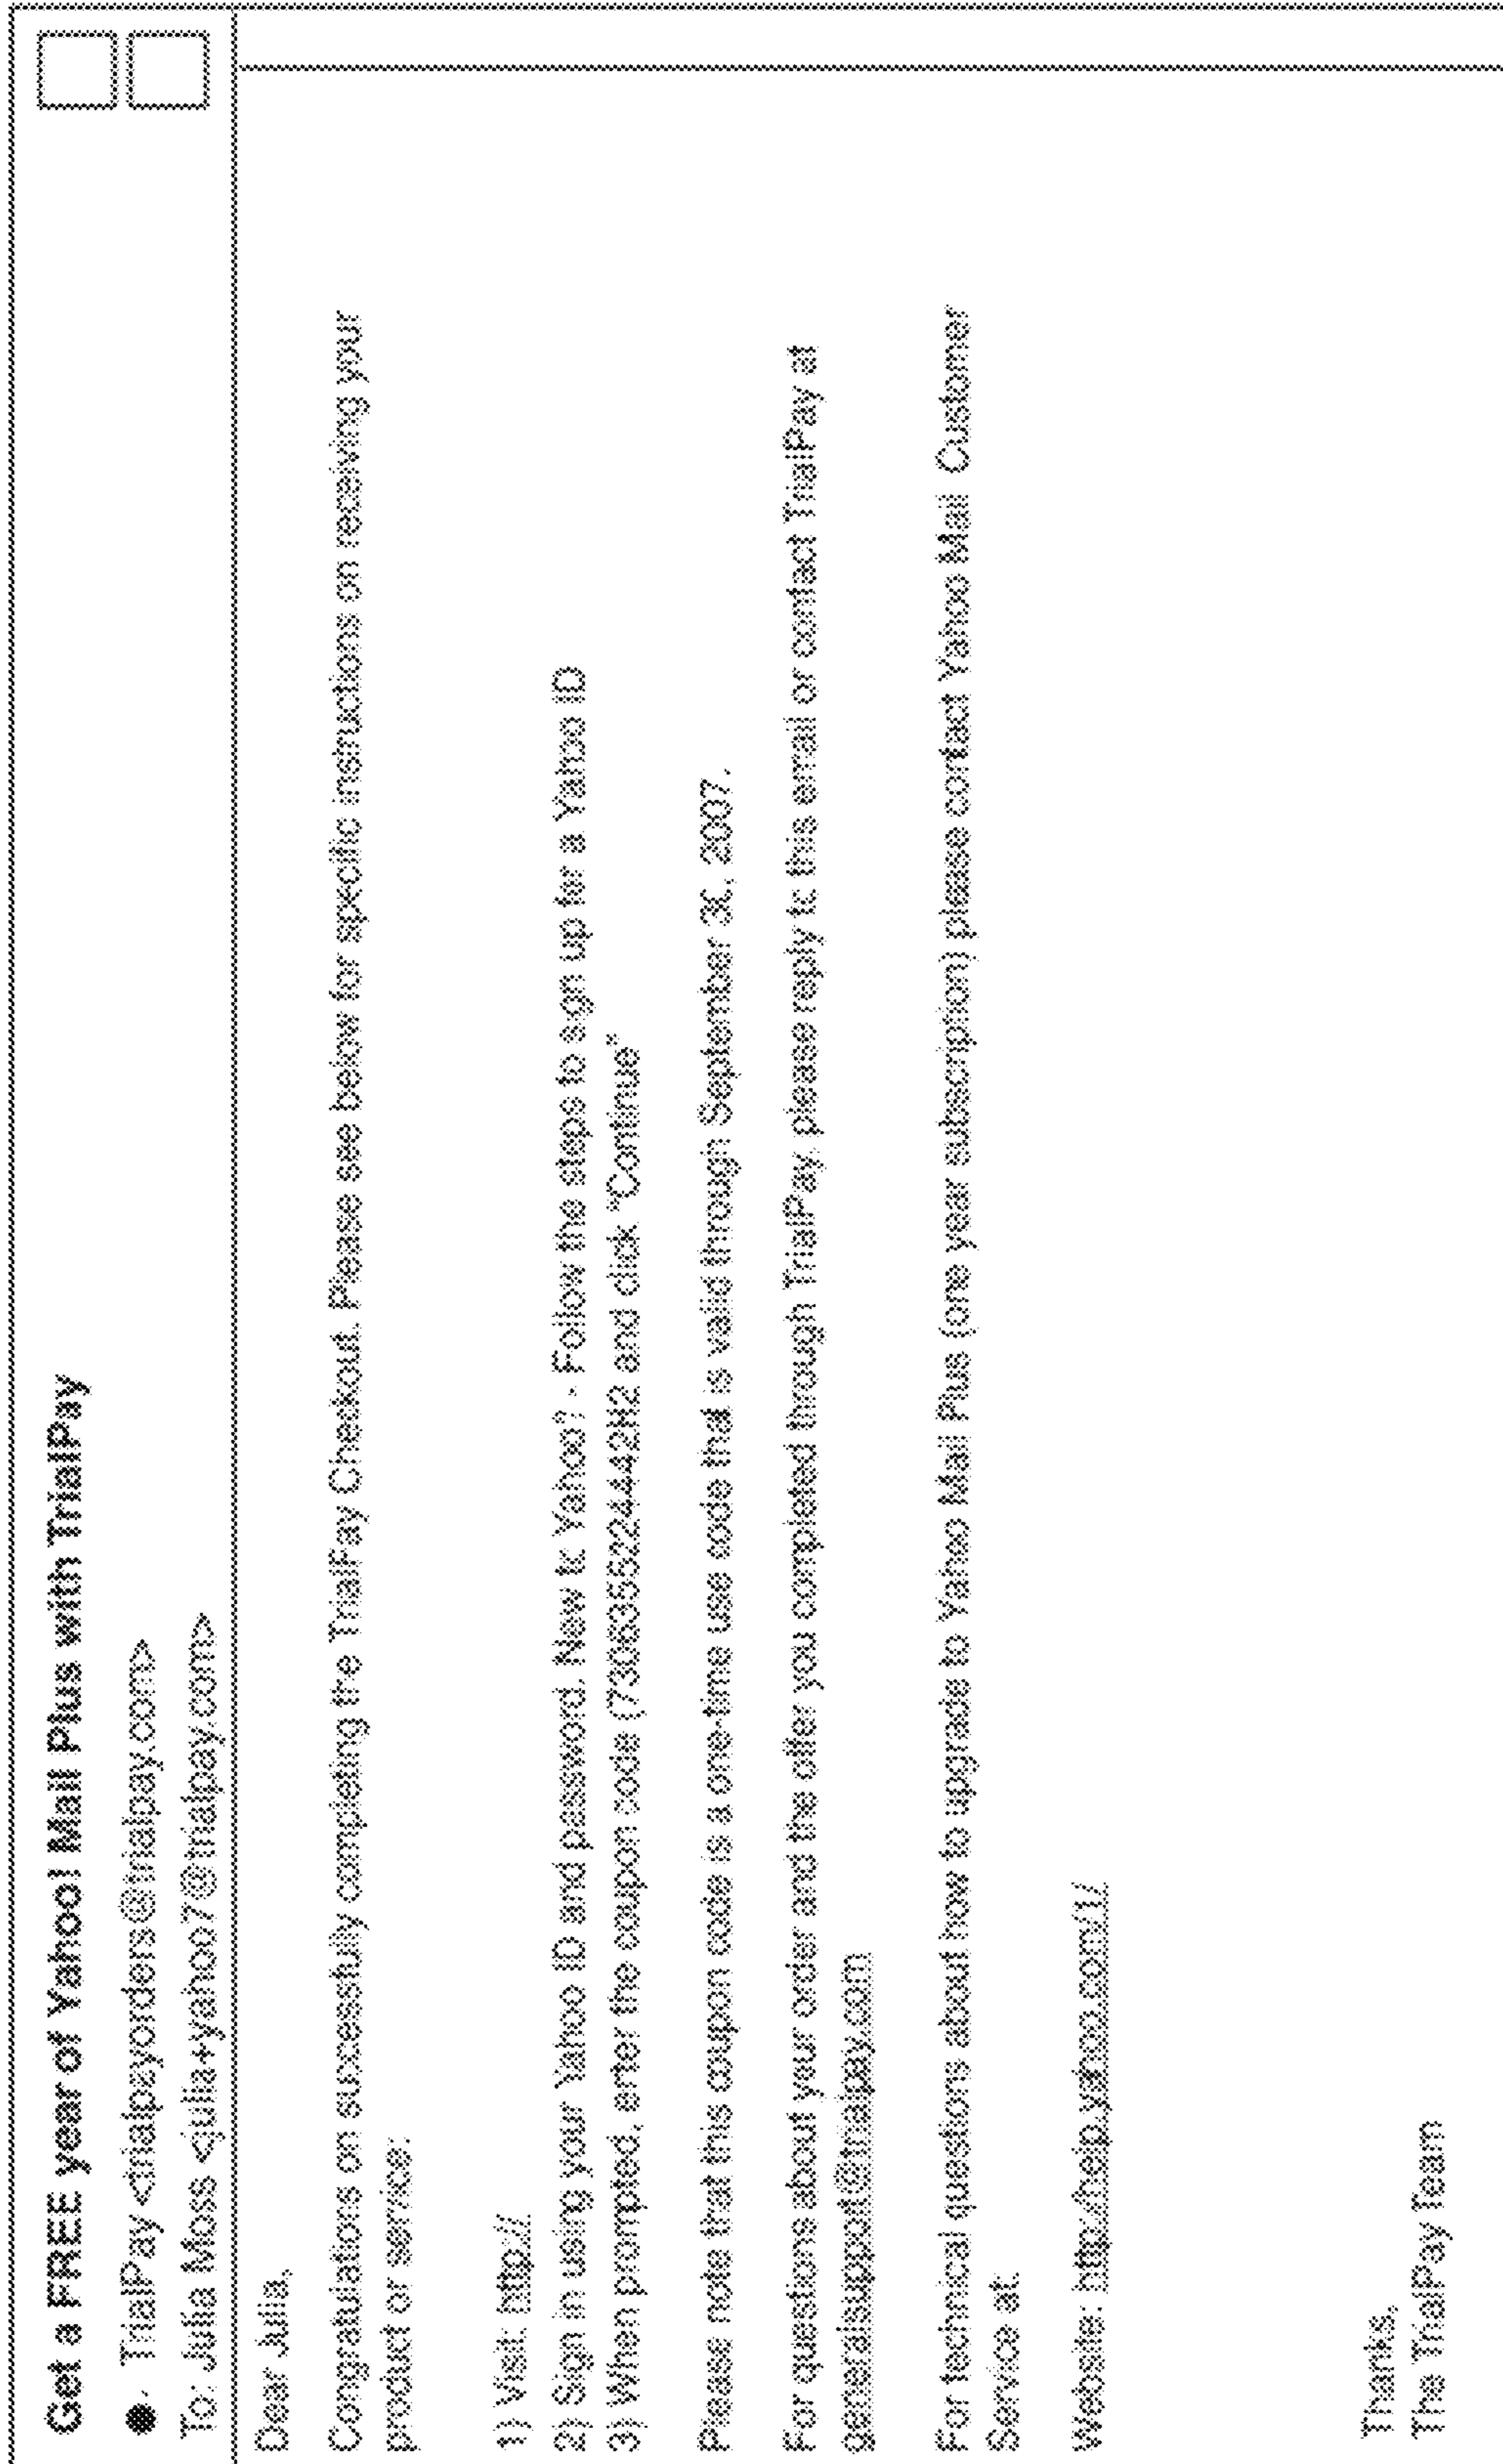 Get a FREE year of Yahoo! Mail Plus with TrialPay
TrialPay <trialpayorders@trialpay.com>
To: Julia Moss <julia+yahoo7@trialpay.com>
Dear Julia,
Congratulations on successfully completing the TrialPay Checkout. Please see below for specific instructions on receiving your
product or service:
1) Visit: http://
2) Sign in using your Yahoo ID and password. New to Yahoo? - Follow the steps to sign up for a Yahoo ID
3) When prompted, enter the coupon code and click "Continue"
Please note that this coupon code is a one-time use code that is valid through September 30, 2007.
For questions about your order and the offer you completed through TrialPay, please reply to this email or contact TrialPay at
generalsupport@trialpay.com
For technical questions about how to upgrade to Yahoo Mail Plus (one year subscription) please contact Yahoo Mail Customer
Service at:
Website: http://help.yahoo.com/1/
Thanks,
The TrialPay Team